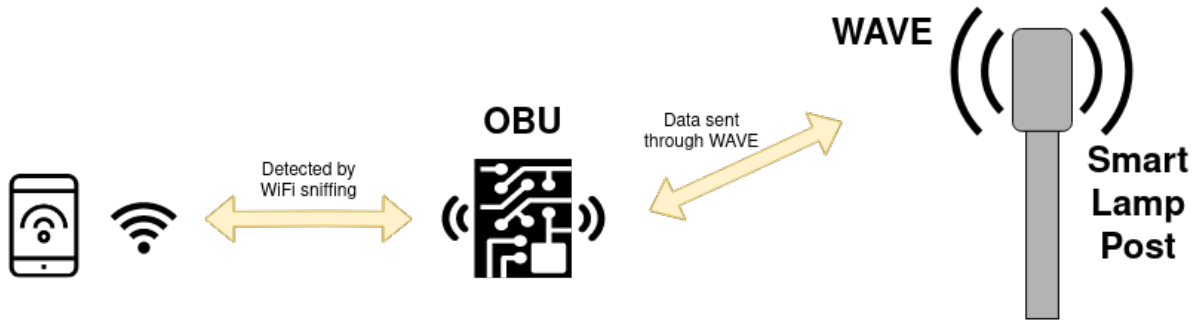 WAVE
OBU
Data sent
through WAVE
Detected by
WiFi sniffing
Smart
Lamp
Post